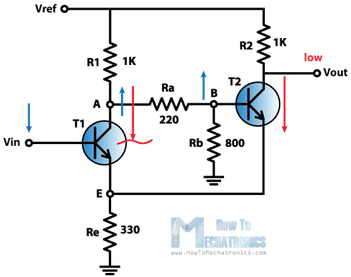 Vref
R1
1K
R2
1K
low
Vout
A
Ra
220
B
T2
T1
Vin
Rb
800
E
Re
330
How To
MECHATRONICS
www.HowToMechatronics.com